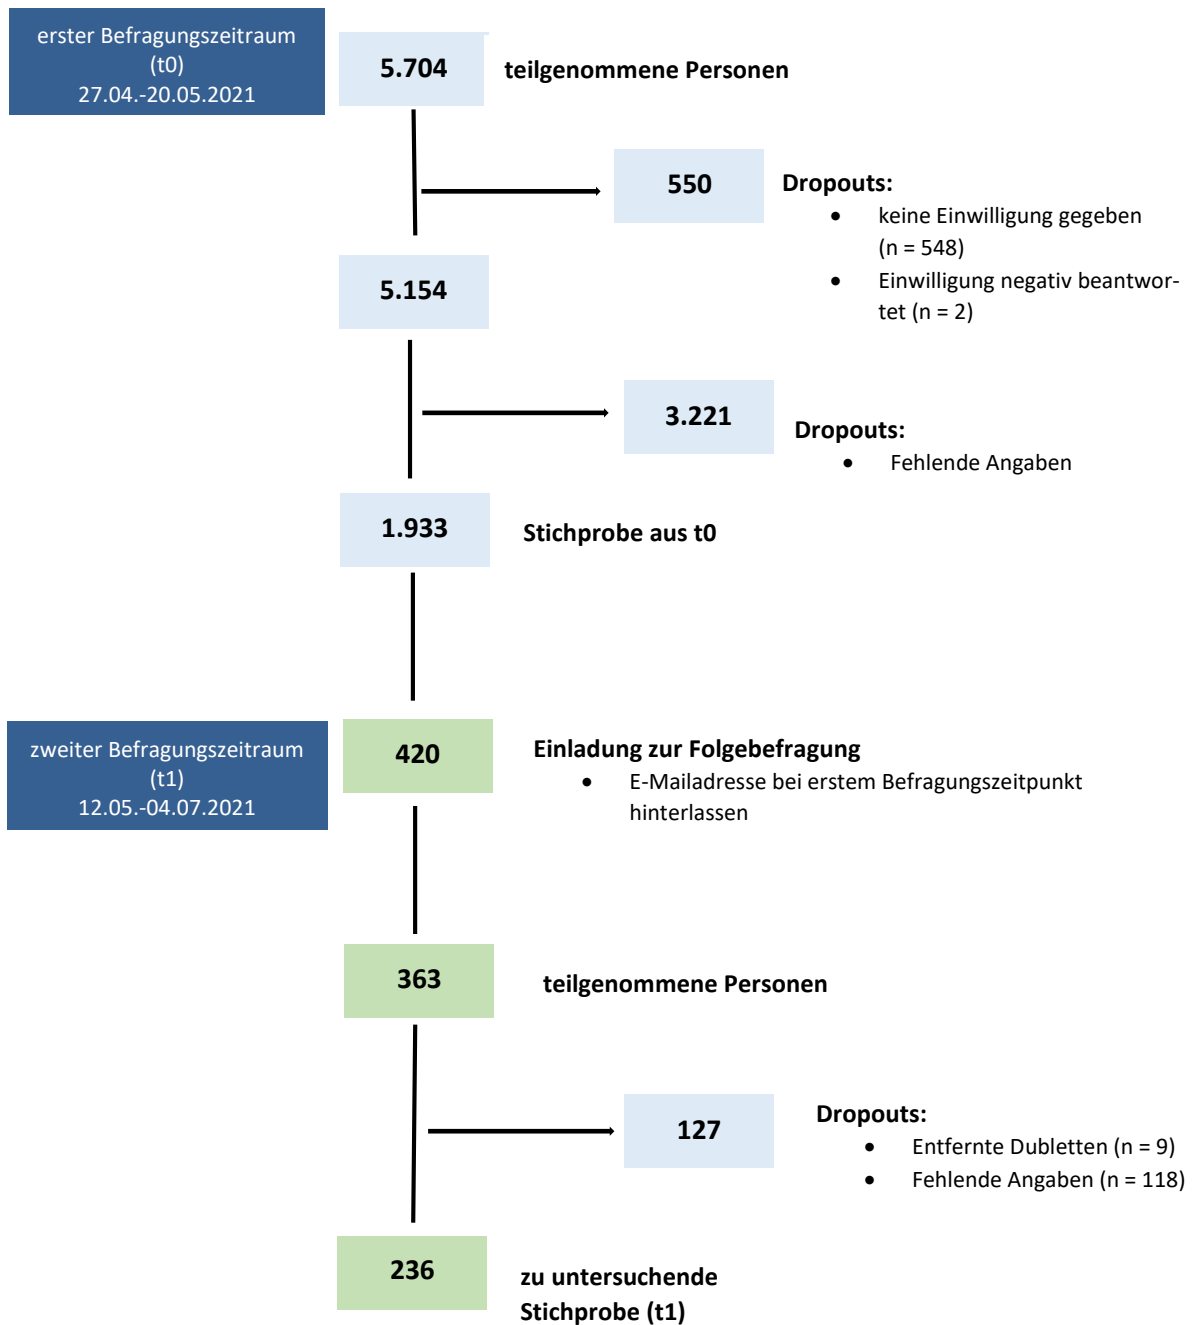 erster Befragungszeitraum
(t0)
27.04.-20.05.2021
5.704
teilgenommene Personen
550
Dropouts:
• keine Einwilligung gegeben
(n = 548)
• Einwilligung negativ beantwor-
tet (n = 2)
5.154
3.221
Dropouts:
• Fehlende Angaben
1.933
Stichprobe aus t0
zweiter Befragungszeitraum
(t1)
12.05.-04.07.2021
420
Einladung zur Folgebefragung
• E-Mailadresse bei erstem Befragungszeitpunkt
hinterlassen
363
teilgenommene Personen
127
Dropouts:
• Entfernte Dubletten (n = 9)
• Fehlende Angaben (n = 118)
236
zu untersuchende
Stichprobe (t1)